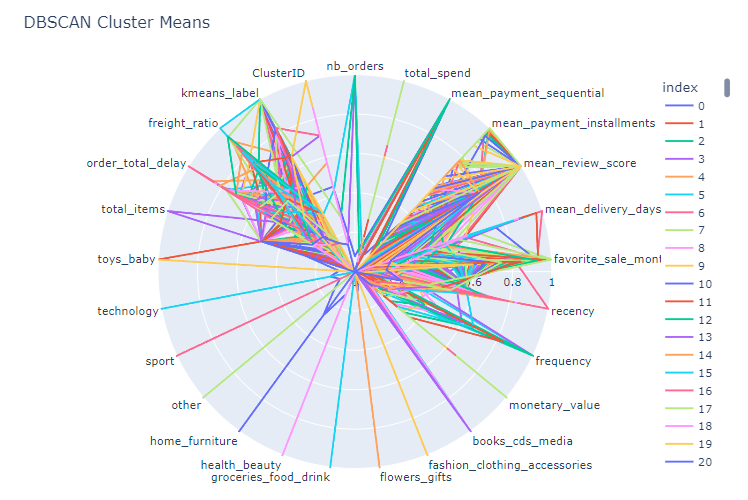 DBSCAN Cluster Means
nb_orders
total_spend
mean_payment_sequential
mean_payment_installments
mean_review_score
mean_delivery_days
favorite_sale_mont
recency
frequency
monetary_value
books_cds_media
fashion_clothing_accessories
flowers_gifts
groceries_food_drink
health_beauty
home_furniture
other
sport
technology
toys_baby
total_items
order_total_delay
freight_ratio
kmeans_label
ClusterID
0.8
1
index
0
1
2
3
4
5
6
7
8
9
10
11
12
13
14
15
16
17
18
19
20